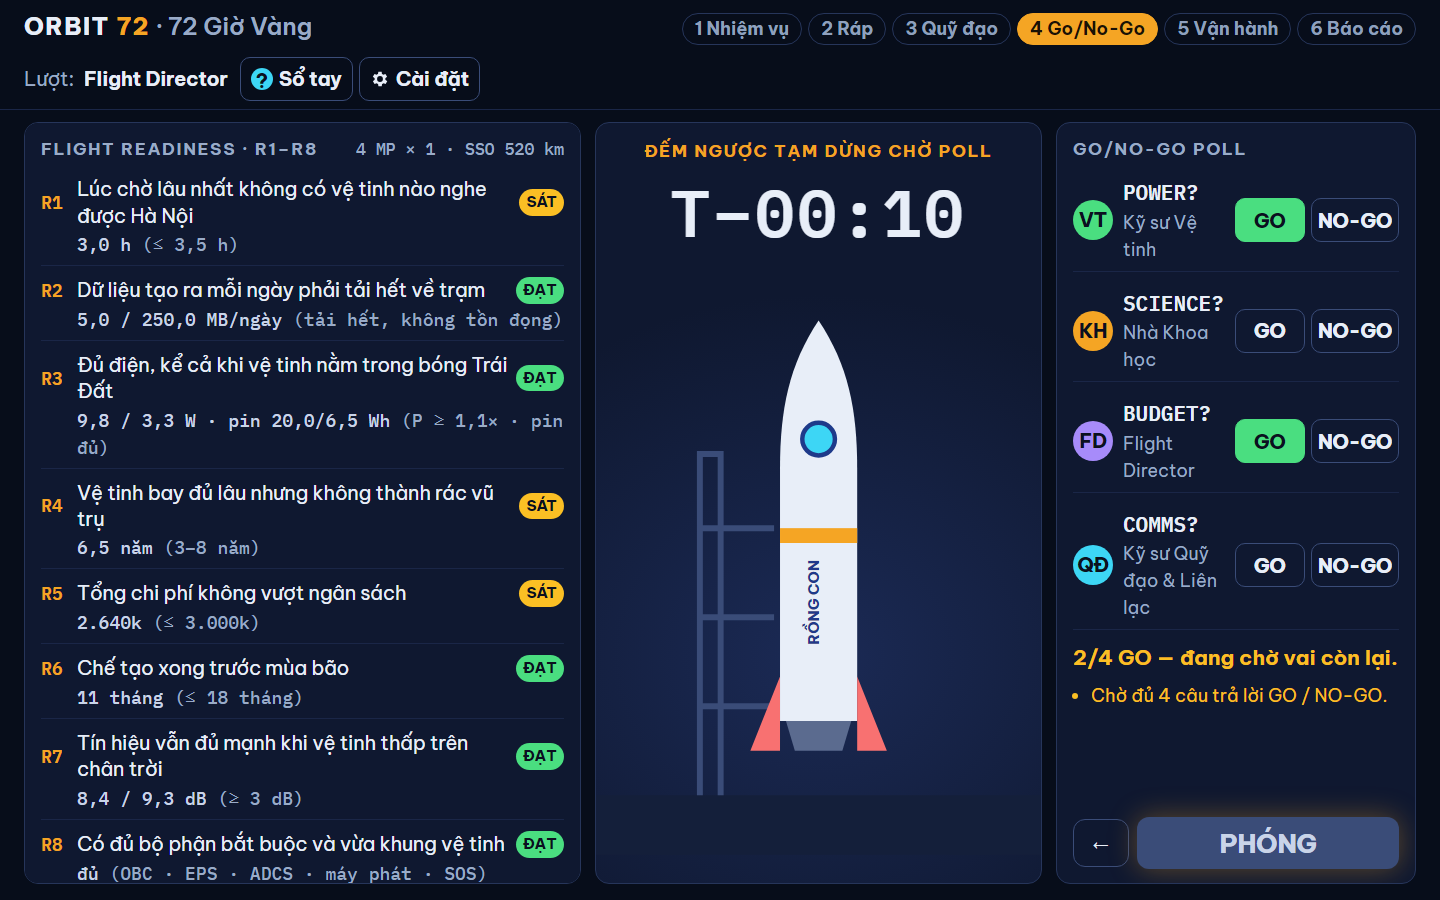 ORBIT 72 · 72 Giờ Vàng
1 Nhiệm vụ
2 Ráp
3 Quỹ đạo
4 Go/No-Go
5 Vận hành
6 Báo cáo
Lượt: Flight Director
? Sổ tay
Cài đặt
FLIGHT READINESS · R1–R8
4 MP × 1 · SSO 520 km
R1
Lúc chờ lâu nhất không có vệ tinh nào nghe
được Hà Nội
SÁT
3,0 h (≤ 3,5 h)
R2
Dữ liệu tạo ra mỗi ngày phải tải hết về trạm
ĐẠT
5,0 / 250,0 MB/ngày (tải hết, không tồn đọng)
R3
Đủ điện, kể cả khi vệ tinh nằm trong bóng Trái
Đất
ĐẠT
9,8 / 3,3 W · pin 20,0/6,5 Wh (P ≥ 1,1× · pin
đủ)
R4
Vệ tinh bay đủ lâu nhưng không thành rác vũ
trụ
SÁT
6,5 năm (3–8 năm)
R5
Tổng chi phí không vượt ngân sách
SÁT
2.640k (≤ 3.000k)
R6
Chế tạo xong trước mùa bão
ĐẠT
11 tháng (≤ 18 tháng)
R7
Tín hiệu vẫn đủ mạnh khi vệ tinh thấp trên
chân trời
ĐẠT
8,4 / 9,3 dB (≥ 3 dB)
R8
Có đủ bộ phận bắt buộc và vừa khung vệ tinh
ĐẠT
đủ (OBC · EPS · ADCS · máy phát · SOS)
ĐẾM NGƯỢC TẠM DỪNG CHỜ POLL
T−00:10
RỒNG CON
GO/NO-GO POLL
VT
POWER?
Kỹ sư Vệ
tinh
GO
NO-GO
KH
SCIENCE?
Nhà Khoa
học
GO
NO-GO
FD
BUDGET?
Flight
Director
GO
NO-GO
QĐ
COMMS?
Kỹ sư Quỹ
đạo & Liên
lạc
GO
NO-GO
2/4 GO — đang chờ vai còn lại.
• Chờ đủ 4 câu trả lời GO / NO-GO.
←
PHÓNG